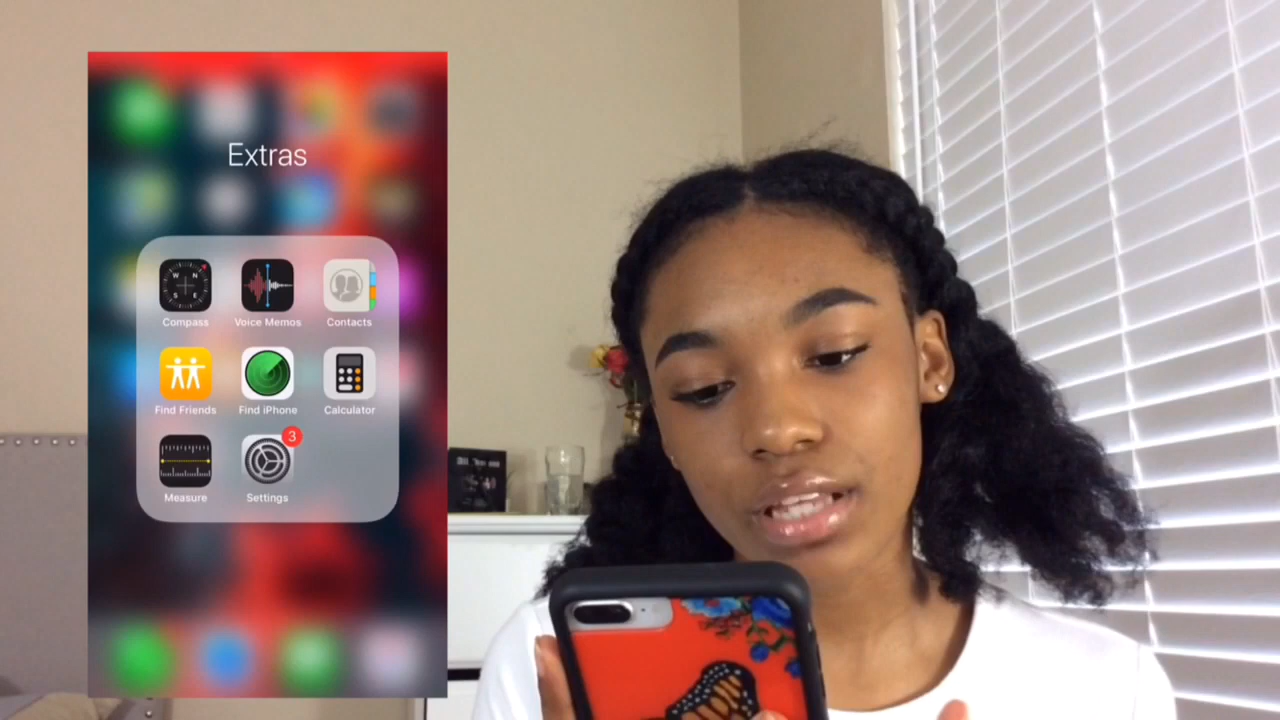 Extras
W N
S E
Compass
Voice Memos
Contacts
Find Friends
Find iPhone
Calculator
3
Measure
Settings